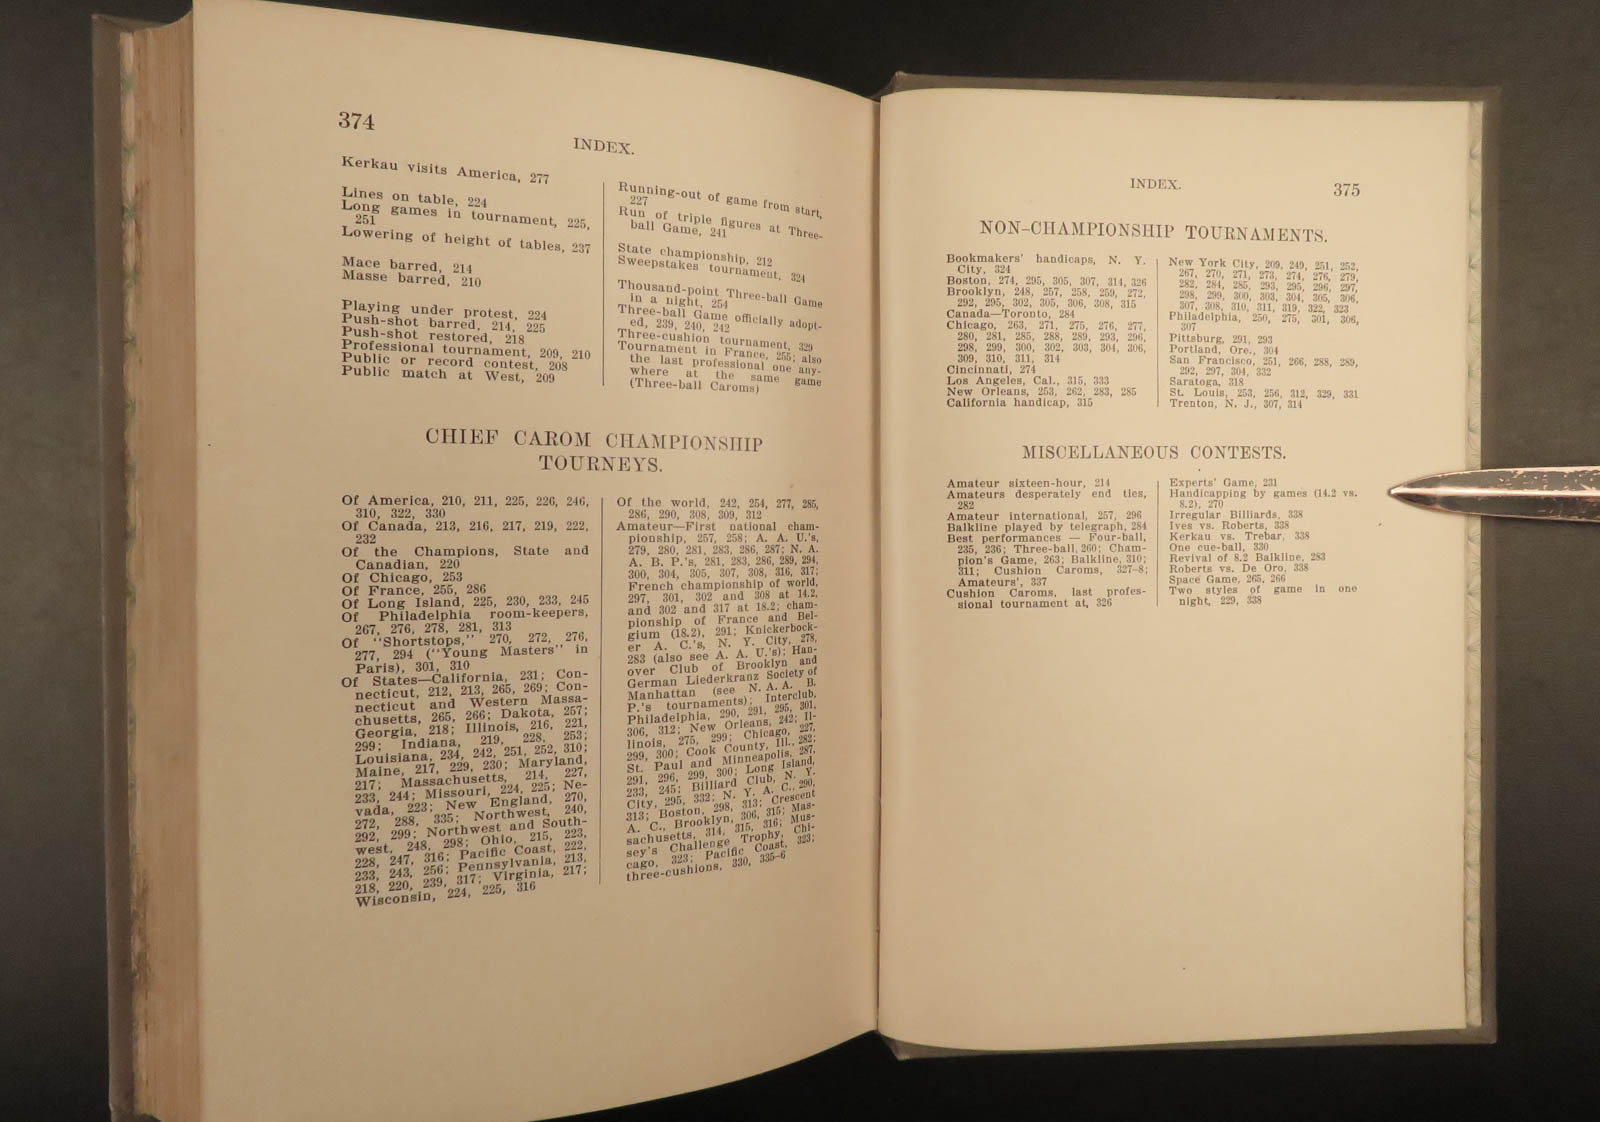 374
INDEX.
Kerkau visits America, 277
Lines on table, 224
Long games in tournament, 225,
251
Lowering of height of tables, 237
Mace barred, 214
Masse barred, 210
Playing under protest, 224
Push-shot barred, 214, 225
Push-shot restored, 218
Professional tournament, 209, 210
Public or record contest, 208
Public match at West, 209
Running-out of game from start,
227
Run of triple figures at Three-
ball Game, 241
State championship, 212
Sweepstakes tournament, 324
Thousand-point Three-ball Game
in a night, 254
Three-ball Game officially adopt-
ed, 239, 240, 242
Three-cushion tournament, 329
Tournament in France, 255; also
the last professional one any-
where at the same game
(Three-ball Caroms)
CHIEF CAROM CHAMPIONSHIP
TOURNEYS.
Of America, 210, 211, 225, 226, 246,
310, 322, 330
Of Canada, 213, 216, 217, 219, 222,
232
Of the Champions, State and
Canadian, 220
Of Chicago, 253
Of France, 255, 286
Of Long Island, 225, 230, 233, 245
Of Philadelphia room-keepers,
267, 276, 278, 281, 313
Of "Shortstops," 270, 272, 276,
277, 294 ("Young Masters" in
Paris), 301, 310
Of States—California, 231; Con-
necticut, 212, 213, 265, 269; Con-
necticut and Western Massa-
chusetts, 265, 266; Dakota, 257;
Georgia, 218; Illinois, 216, 221,
299; Indiana, 219, 228, 253;
Louisiana, 234, 242, 251, 252, 310;
Maine, 217, 229, 230; Maryland,
217; Massachusetts, 214, 227,
233, 244; Missouri, 224, 225; Ne-
vada, 223; New England, 270,
272, 288, 335; Northwest, 240,
292, 299; Northwest and South-
west, 248, 298; Ohio, 215, 223,
228, 247, 316; Pacific Coast, 222,
233, 243, 256; Pennsylvania, 213,
218, 220, 239, 317; Virginia, 217;
Wisconsin, 224, 225, 316
Of the world, 242, 254, 277, 285,
286, 290, 308, 309, 312
Amateur—First national cham-
pionship, 257, 258; A. A. U.'s,
279, 280, 281, 283, 286, 287; N. A.
A. B. P.'s, 281, 283, 286, 289, 294,
300, 304, 305, 307, 308, 316, 317;
French championship of world,
297, 301, 302 and 308 at 14.2,
and 302 and 317 at 18.2; cham-
pionship of France and Bel-
gium (18.2), 291; Knickerbock-
er A. C.'s, N. Y. City, 278,
283 (also see A. A. U.'s); Han-
over Club of Brooklyn and
German Liederkranz Society of
Manhattan (see N. A. A. B.
P.'s tournaments); Interclub,
Philadelphia, 290, 291, 295, 301,
306, 312; New Orleans, 242; Il-
linois, 275, 299; Chicago, 227,
299, 300; Cook County, Ill., 282;
St. Paul and Minneapolis, 287,
291, 296, 299, 300; Long Island,
233, 245; Billiard Club, N. Y.
City, 295, 332; N. Y. A. C., 290,
313; Boston, 298, 313; Crescent
A. C., Brooklyn, 306, 315; Mas-
sachusetts, 314, 315, 316; Mus-
sey's Challenge Trophy, Chi-
cago, 323; Pacific Coast, 323;
three-cushions, 330, 335-6
INDEX.
375
NON-CHAMPIONSHIP TOURNAMENTS.
Bookmakers' handicaps, N. Y.
City, 324
Boston, 274, 295, 305, 307, 314, 326
Brooklyn, 248, 257, 258, 259, 272,
292, 295, 302, 305, 306, 308, 315
Canada—Toronto, 284
Chicago, 263, 271, 275, 276, 277,
280, 281, 285, 288, 289, 293, 296,
298, 299, 300, 302, 303, 304, 306,
309, 310, 311, 314
Cincinnati, 274
Los Angeles, Cal., 315, 333
New Orleans, 253, 262, 283, 285
California handicap, 315
New York City, 209, 249, 251, 252,
267, 270, 271, 273, 274, 276, 279,
282, 284, 285, 293, 295, 296, 297,
298, 299, 300, 303, 304, 305, 306,
307, 308, 310, 311, 319, 322, 323
Philadelphia, 250, 275, 301, 306,
307
Pittsburg, 291, 293
Portland, Ore., 304
San Francisco, 251, 266, 288, 289,
292, 297, 304, 332
Saratoga, 318
St. Louis, 253, 256, 312, 329, 331
Trenton, N. J., 307, 314
MISCELLANEOUS CONTESTS.
Amateur sixteen-hour, 214
Amateurs desperately end ties,
282
Amateur international, 257, 296
Balkline played by telegraph, 284
Best performances — Four-ball,
235, 236; Three-ball, 260; Cham-
pion's Game, 263; Balkline, 310;
311; Cushion Caroms, 327-8;
Amateurs', 337
Cushion Caroms, last profes-
sional tournament at, 326
Experts' Game, 231
Handicapping by games (14.2 vs.
8.2), 270
Irregular Billiards, 338
Ives vs. Roberts, 338
Kerkau vs. Trebar, 338
One cue-ball, 330
Revival of 8.2 Balkline, 283
Roberts vs. De Oro, 338
Space Game, 265, 266
Two styles of game in one
night, 229, 338